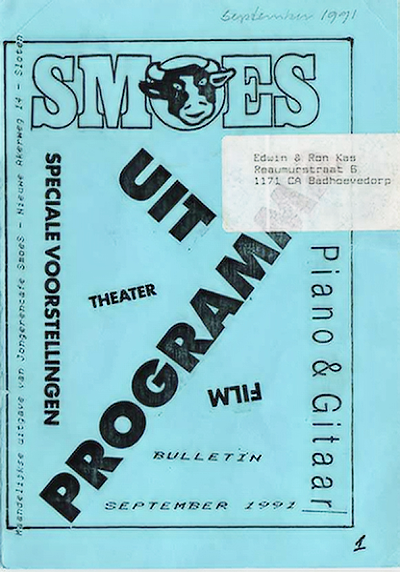 September 1991
SMOES
Maandelijkse uitgave van Jongerencafe SmoeS - Nieuwe Akerweg 14 - Sloten
Edwin & Ron Kas
Reaumurstraat 6
1171 CA Badhoevedorp
UIT
PROGRAMMA
SPECIALE VOORSTELLINGEN
THEATER
FILM
Piano & Gitaar
BULLETIN
SEPTEMBER 1991
1